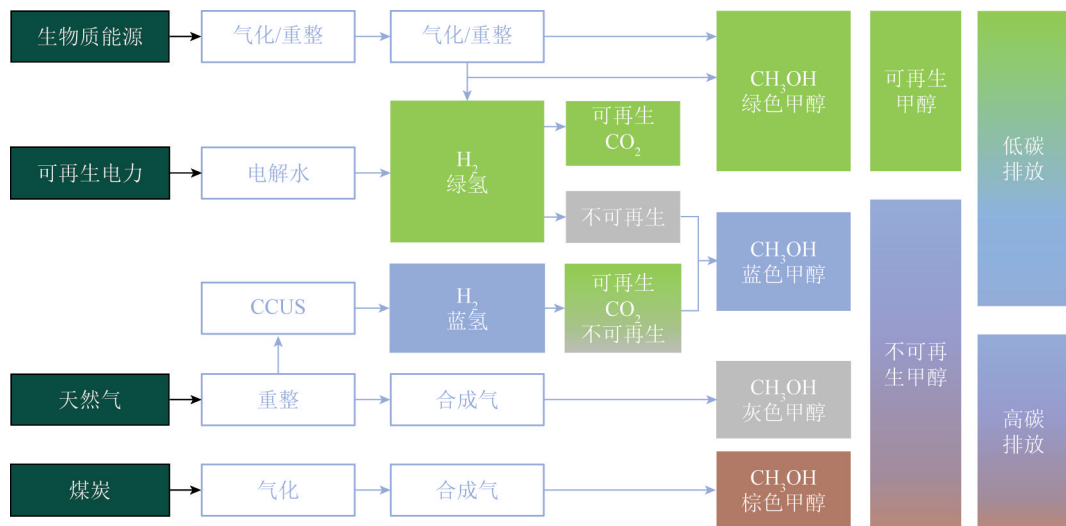 生物质能源
气化/重整
气化/重整
CH₃OH
绿色甲醇
可再生
甲醇
低碳
排放
可再生
CO₂
可再生电力
电解水
H₂
绿氢
不可再生
CH₃OH
蓝色甲醇
CCUS
H₂
蓝氢
可再生
CO₂
不可再生
不可再
生甲醇
天然气
重整
合成气
CH₃OH
灰色甲醇
高碳
排放
煤炭
气化
合成气
CH₃OH
棕色甲醇